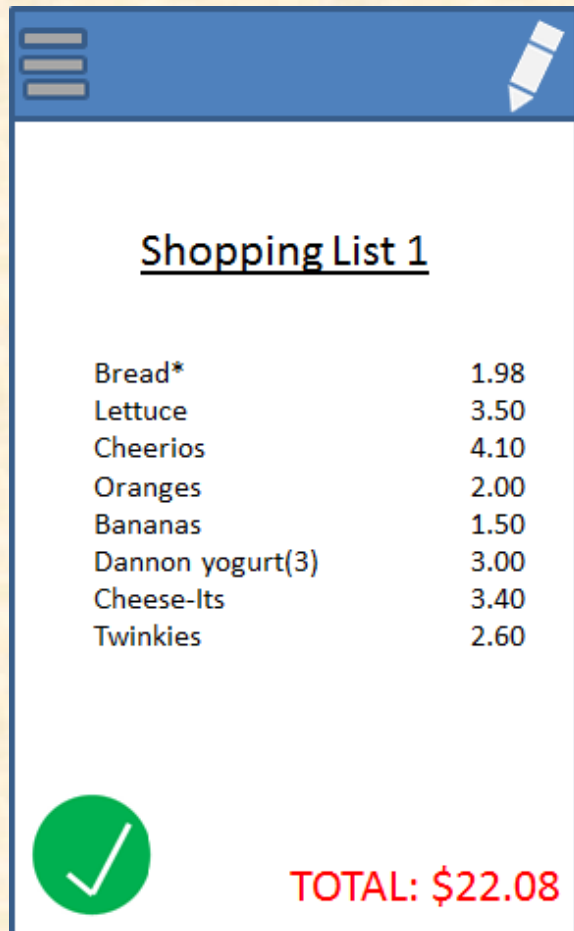 Shopping List 1
Bread* 1.98
Lettuce 3.50
Cheerios 4.10
Oranges 2.00
Bananas 1.50
Dannon yogurt(3) 3.00
Cheese-Its 3.40
Twinkies 2.60
TOTAL: $22.08